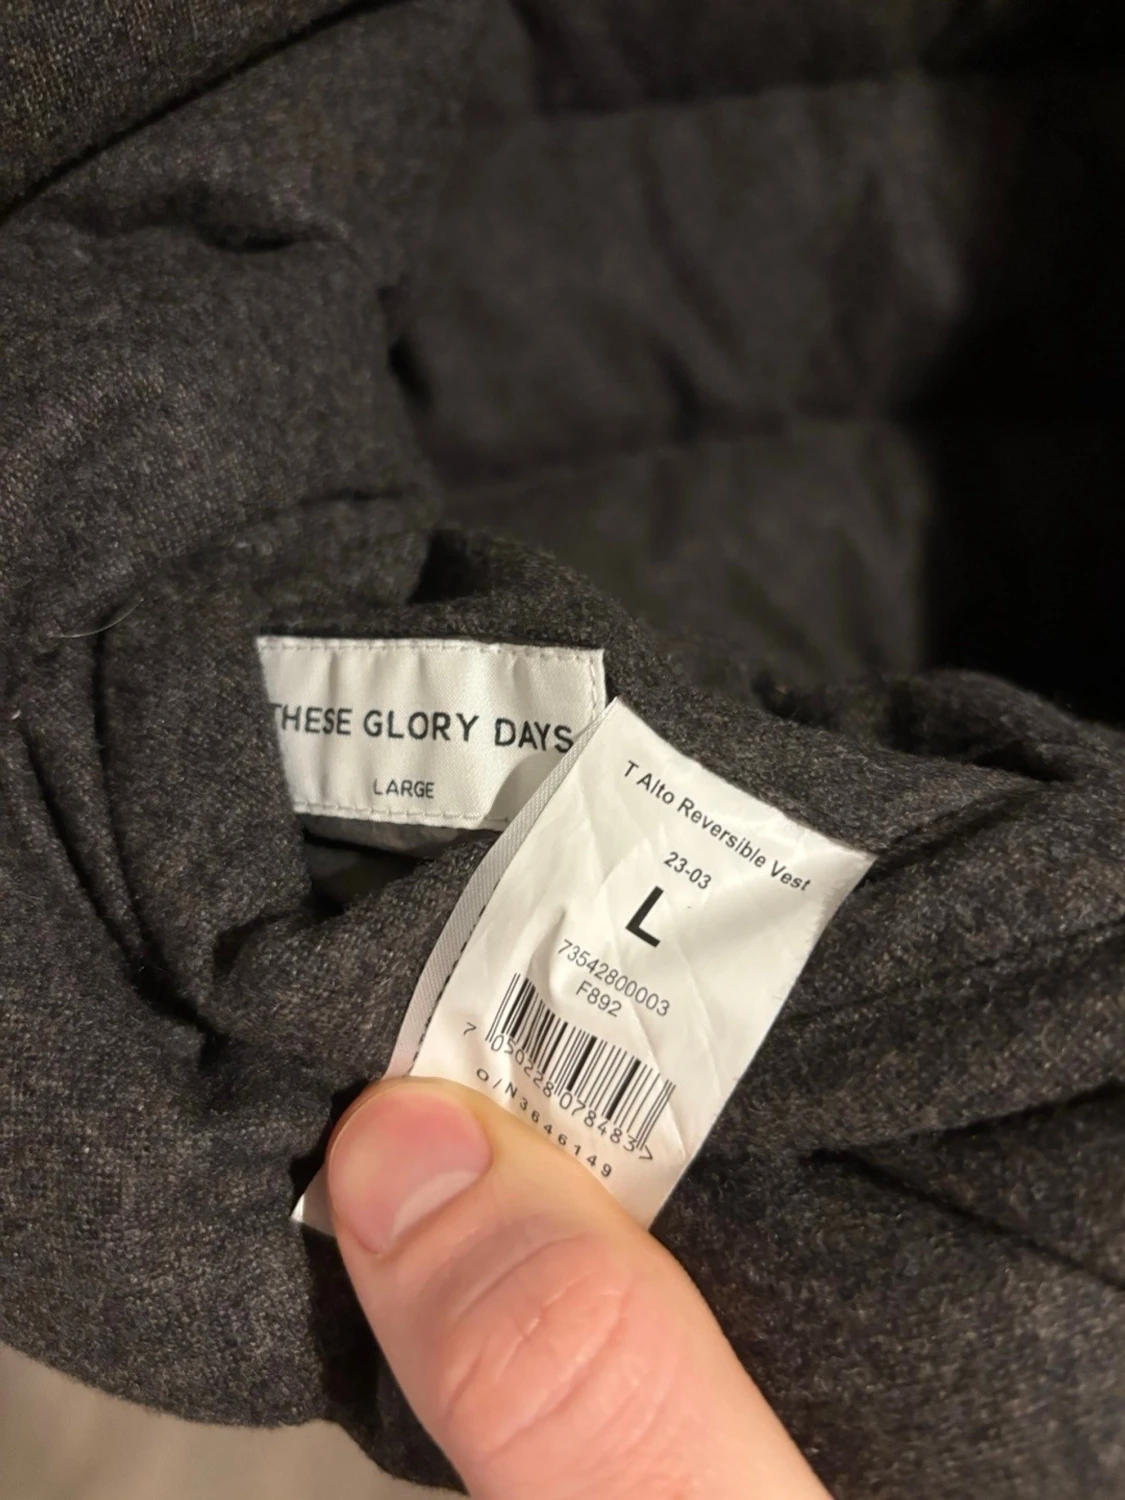 THESE GLORY DAYS
LARGE
T Alto Reversible Vest
23-03
L
73542800003
F892
7 050228 078483 >
O/N3646149